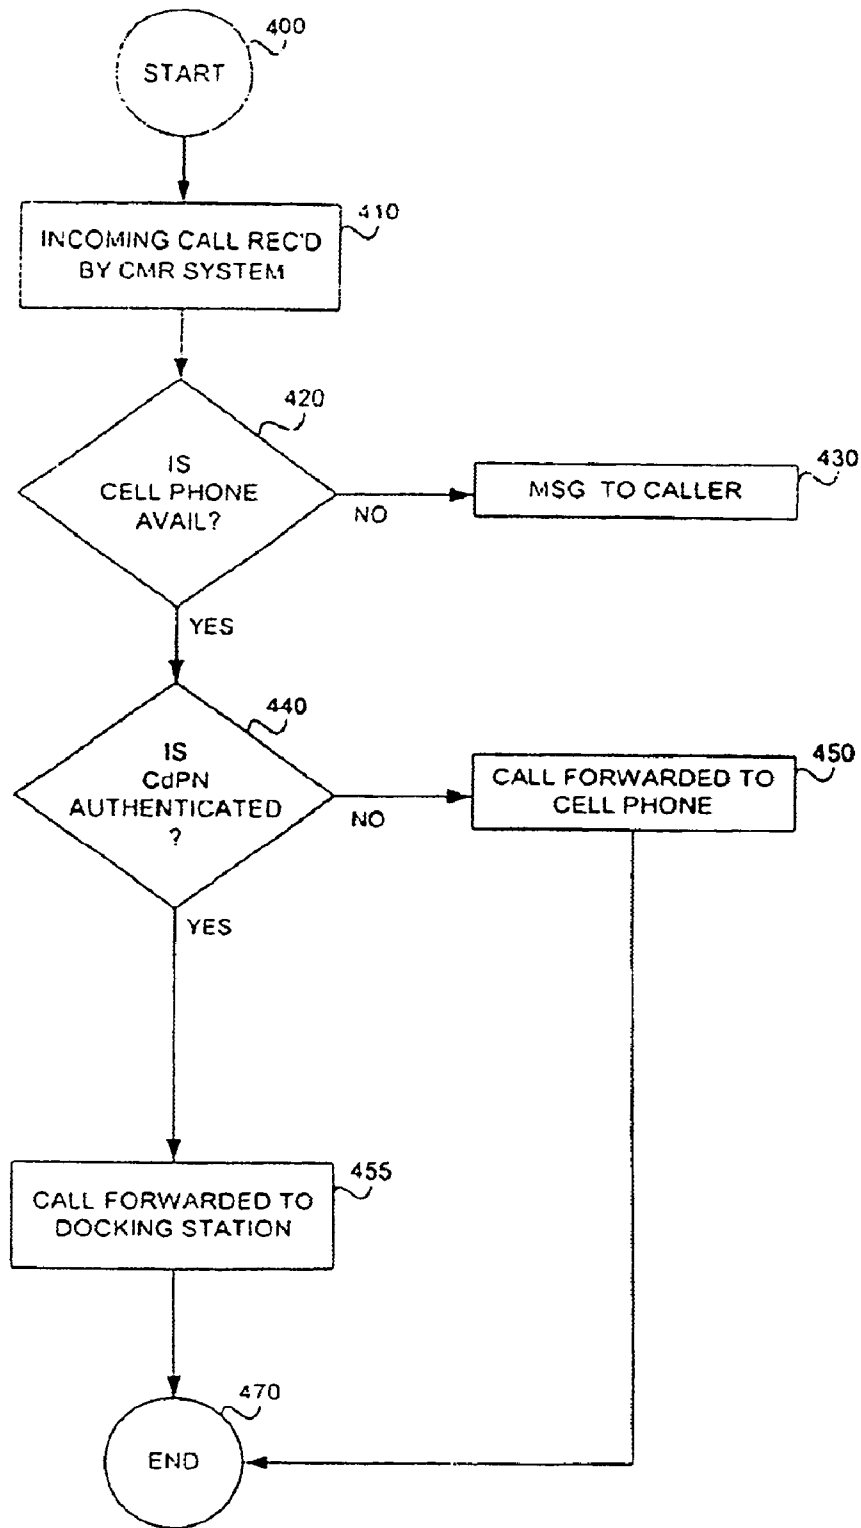 400
START
410
INCOMING CALL REC'D
BY CMR SYSTEM
420
IS
CELL PHONE
AVAIL?
NO
430
MSG TO CALLER
YES
440
IS
CdPN
AUTHENTICATED
?
NO
450
CALL FORWARDED TO
CELL PHONE
YES
455
CALL FORWARDED TO
DOCKING STATION
470
END